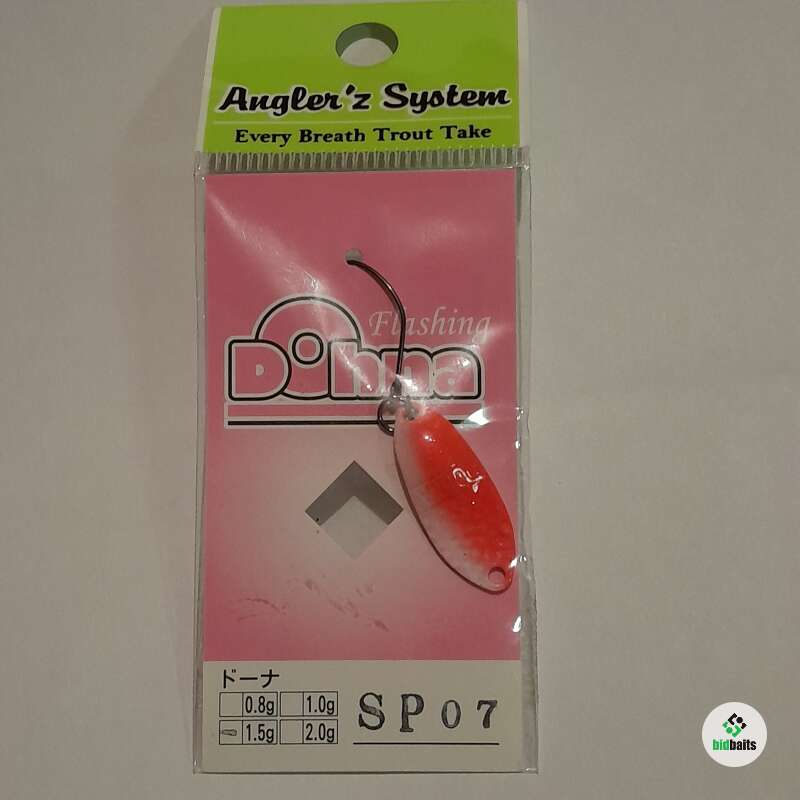 Angler'z System
Every Breath Trout Take
Flashing
Dohna
ドーナ
0.8g 1.0g
1.5g 2.0g
SP07
bidbaits